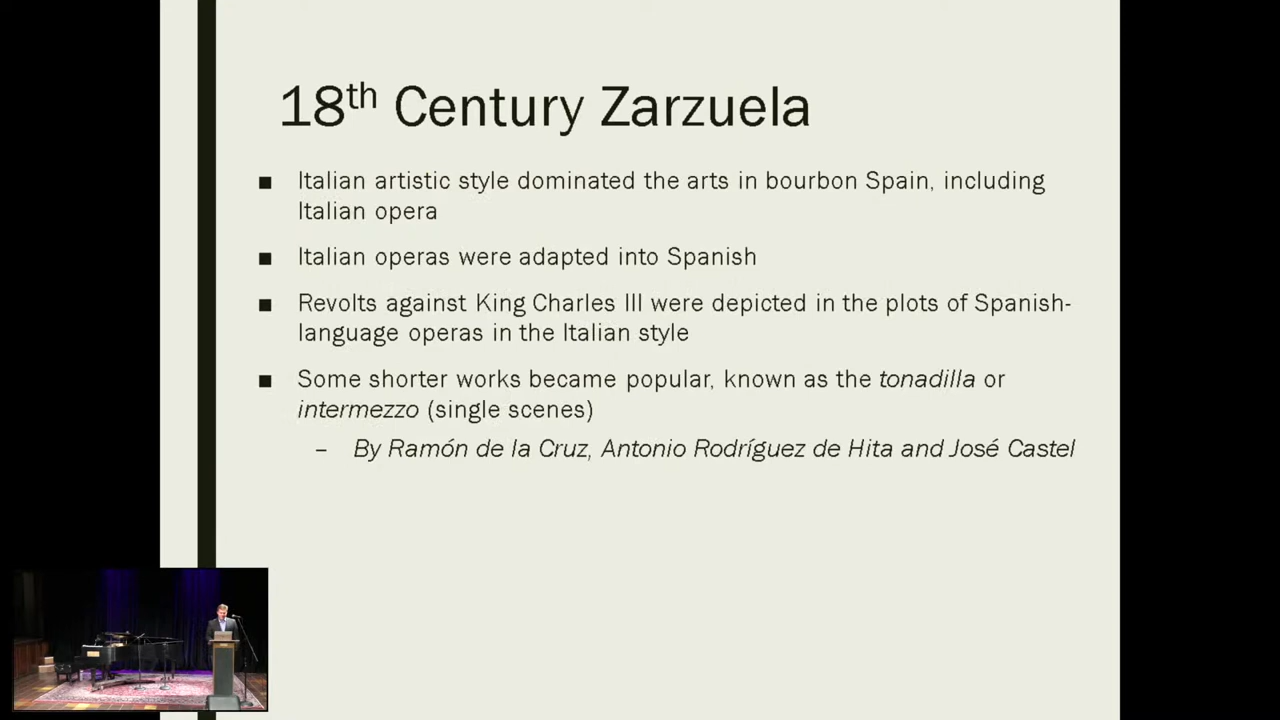 18th Century Zarzuela
■ Italian artistic style dominated the arts in bourbon Spain, including
Italian opera
■ Italian operas were adapted into Spanish
■ Revolts against King Charles III were depicted in the plots of Spanish-
language operas in the Italian style
■ Some shorter works became popular, known as the tonadilla or
intermezzo (single scenes)
– By Ramón de la Cruz, Antonio Rodríguez de Hita and José Castel